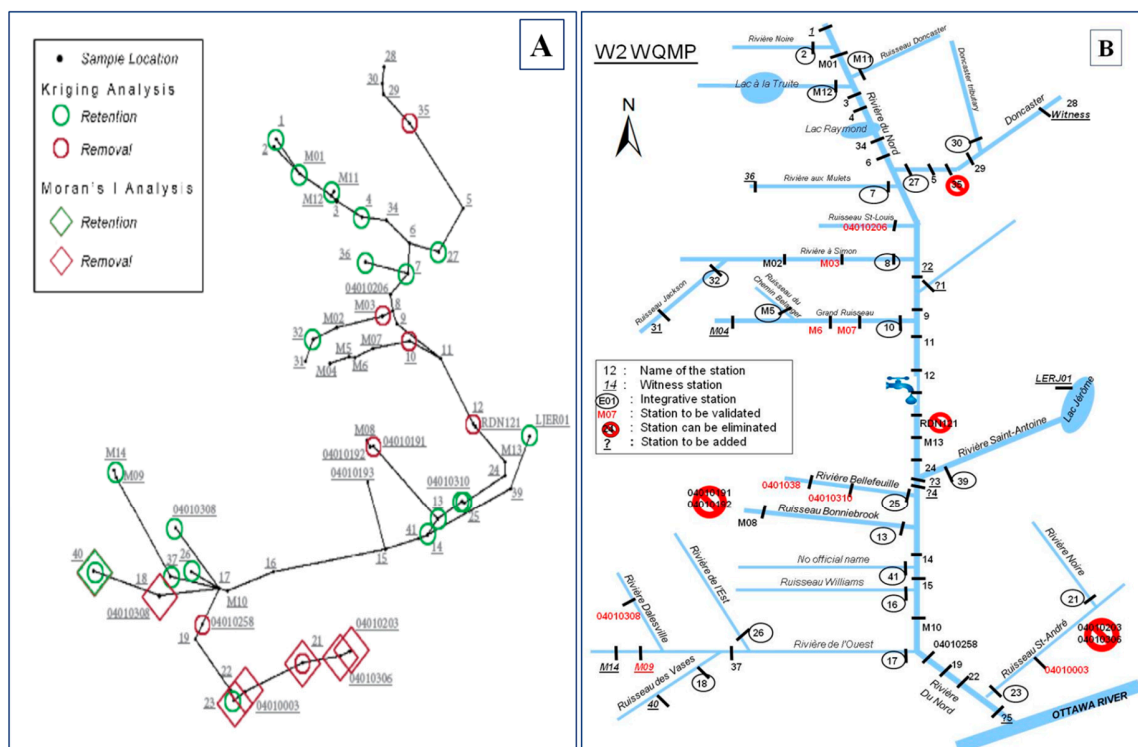 A
Sample Location
Kriging Analysis
Retention
Removal
Moran's I Analysis
Retention
Removal
28
30
29
35
1
2
M01
M11
M12
3
4
34
5
6
27
36
7
04010206
M03
8
9
32
M02
10
31
M07
M5
M6
M04
11
12
RDN121
LJER01
M08
04010191
04010192
M13
M14
M09
04010193
24
04010310
39
13
25
04010308
41
14
40
37
26
17
16
15
18
M10
04010308
04010258
19
21
04010203
22
04010306
23
04010003
B
W2 WQMP
N
1
Rivière Noire
2
M01
M11
Ruisseau Doncaster
Doncaster tributary
Lac à la Truite
M12
3
4
Rivière du Nord
Lac Raymond
34
6
Doncaster
28
Witness
30
29
27
5
35
36
Rivière aux Mulets
7
Ruisseau St-Louis
04010206
Rivière à Simon
M02
M03
8
?2
?1
32
Ruisseau Jackson
31
Ruisseau du
Chemin Belanger
M5
Grand Ruisseau
M04
M6
M07
10
9
11
12 : Name of the station
14 : Witness station
E01 : Integrative station
M07 : Station to be validated
24 : Station can be eliminated
? : Station to be added
12
LERJ01
Lac Jérôme
RDN121
M13
Rivière Saint-Antoine
24
?3
?4
39
Rivière Bellefeuille
0401038
04010310
25
04010191
04010192
Ruisseau Bonniebrook
M08
13
14
No official name
41
15
Ruisseau Williams
16
Rivière Noire
21
Rivière de l'Est
Rivière Dalesville
04010308
M10
04010203
04010306
26
Rivière de l'Ouest
04010258
17
M14
M09
37
19
22
Ruisseau St-André
04010003
23
Ruisseau des Vases
18
40
Rivière
Du Nord
?5
OTTAWA RIVER